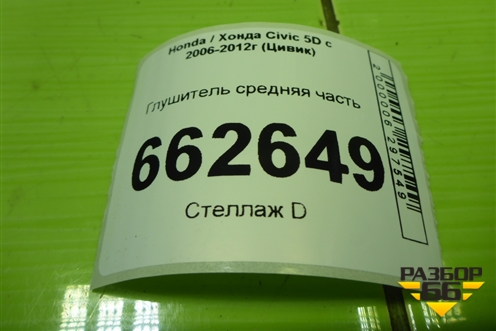 Honda / Хонда Civic 5D с
2006-2012г (Цивик)
Глушитель средняя часть
662649
Стеллаж D
2000006297549
РАЗБОР
66